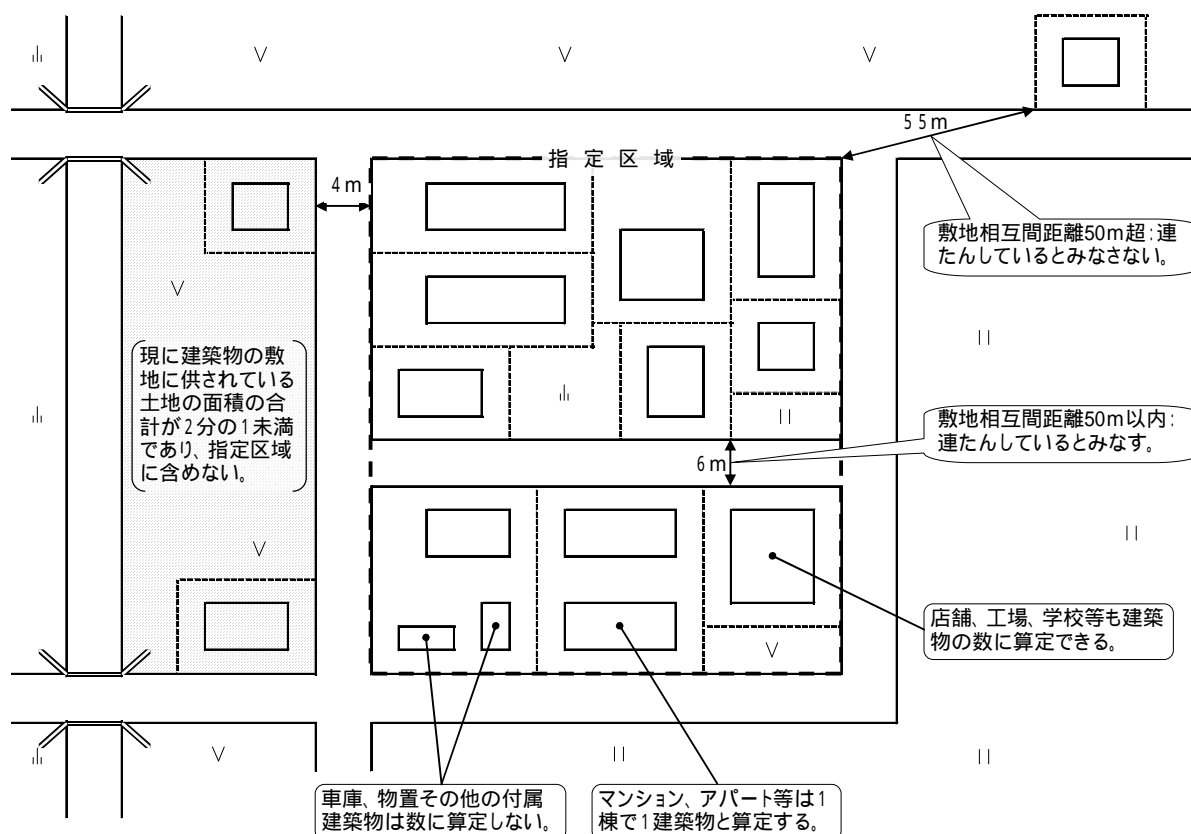 55m
指定区域
4m
敷地相互間距離50m超:連
たんしているとみなさない。
現に建築物の敷
地に供されている
土地の面積の合
計が2分の1未満
であり、指定区域
に含めない。
敷地相互間距離50m以内:
連たんしているとみなす。
6m
店舗、工場、学校等も建築
物の数に算定できる。
車庫、物置その他の付属
建築物は数に算定しない。
マンション、アパート等は1
棟で1建築物と算定する。